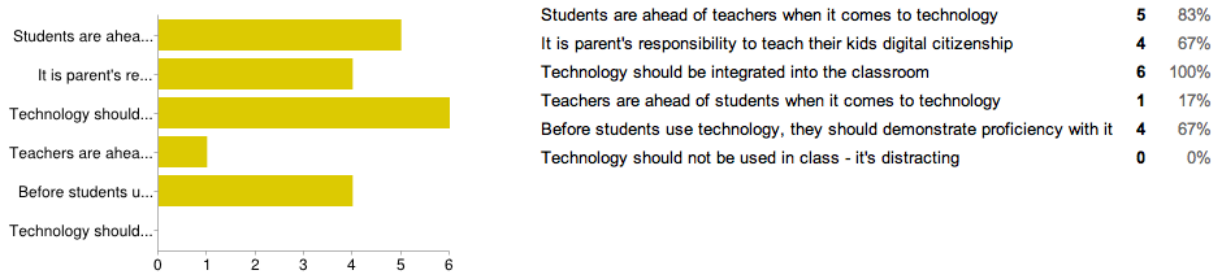 Students are ahea...
It is parent's re...
Technology should...
Teachers are ahea...
Before students u...
Technology should...
0 1 2 3 4 5 6
Students are ahead of teachers when it comes to technology 5 83%
It is parent's responsibility to teach their kids digital citizenship 4 67%
Technology should be integrated into the classroom 6 100%
Teachers are ahead of students when it comes to technology 1 17%
Before students use technology, they should demonstrate proficiency with it 4 67%
Technology should not be used in class - it's distracting 0 0%